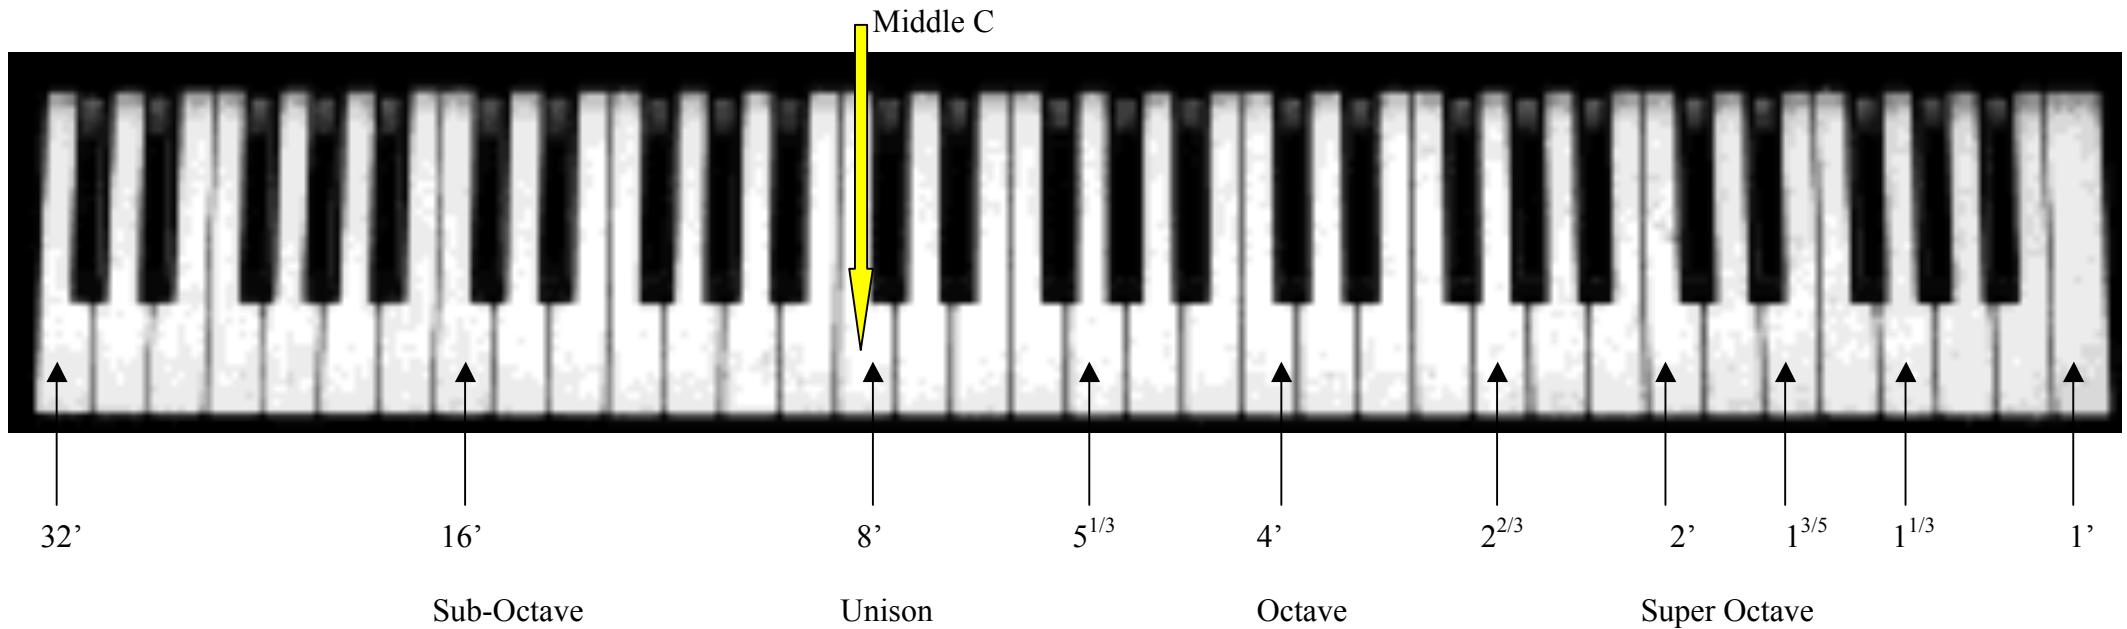 Middle C
32’ 16’ 8’ 5^1/3 4’ 2^2/3 2’ 1^3/5 1^1/3 1’
Sub-Octave Unison Octave Super Octave